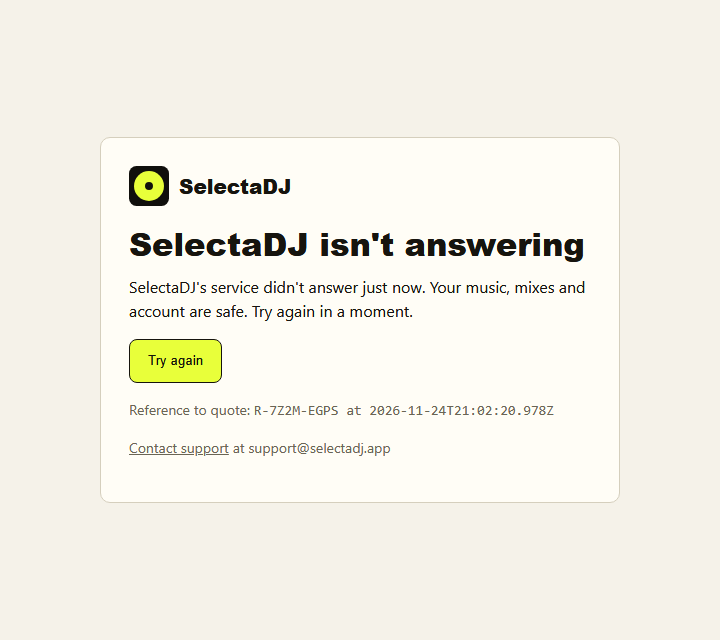 SelectaDJ
SelectaDJ isn't answering
SelectaDJ's service didn't answer just now. Your music, mixes and
account are safe. Try again in a moment.
Try again
Reference to quote: R-7Z2M-EGPS at 2026-11-24T21:02:20.978Z
Contact support at support@selectadj.app